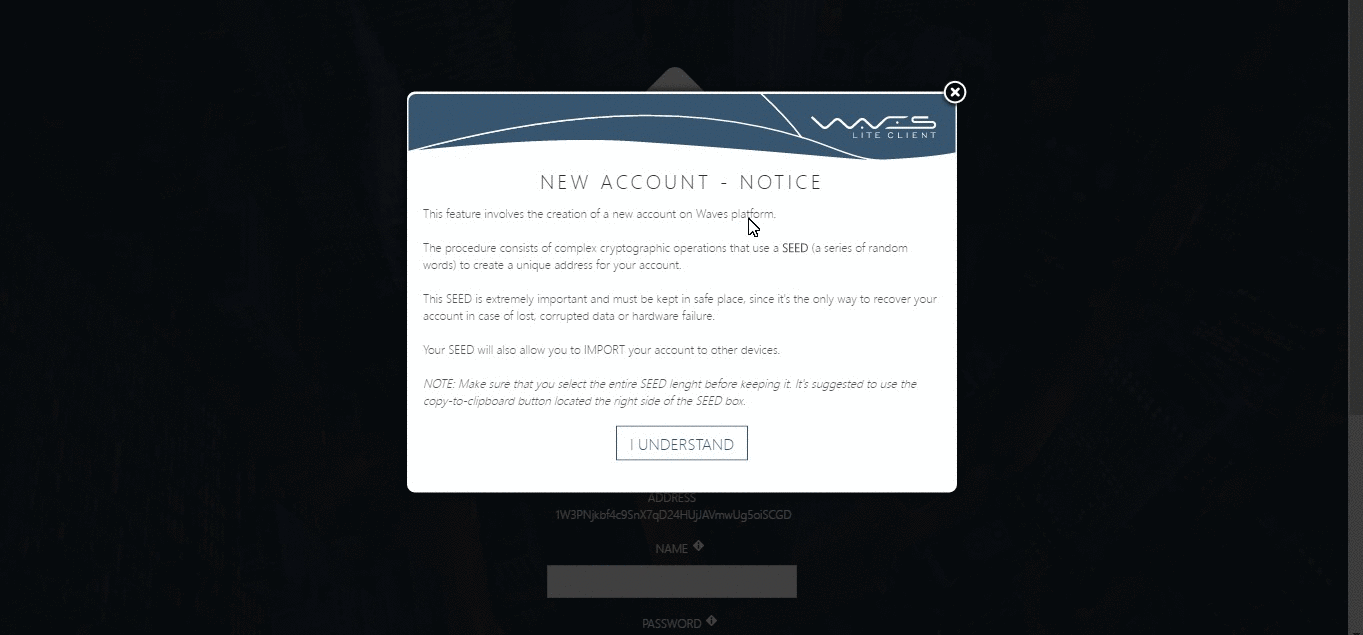 WAVES
LITE CLIENT
NEW ACCOUNT - NOTICE
This feature involves the creation of a new account on Waves platform.
The procedure consists of complex cryptographic operations that use a SEED (a series of random
words) to create a unique address for your account.
This SEED is extremely important and must be kept in safe place, since it's the only way to recover your
account in case of lost, corrupted data or hardware failure.
Your SEED will also allow you to IMPORT your account to other devices.
NOTE: Make sure that you select the entire SEED lenght before keeping it. It's suggested to use the
copy-to-clipboard button located the right side of the SEED box.
I UNDERSTAND
ADDRESS
1W3PNjkbf4c9SnX7qD24HUjJAVmwUg5oiSCGD
NAME
PASSWORD